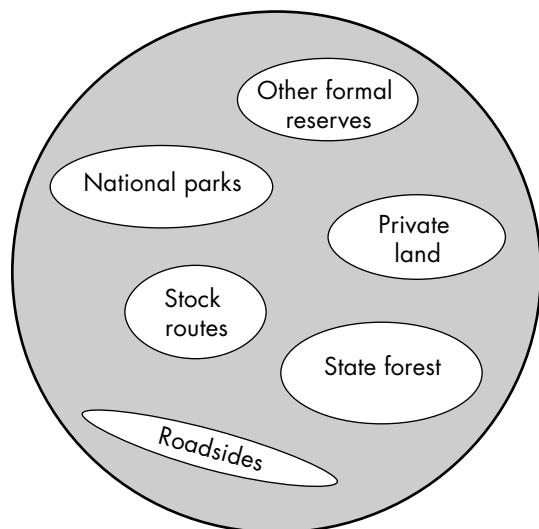 Other formal
reserves
National parks
Private
land
Stock
routes
State forest
Roadsides